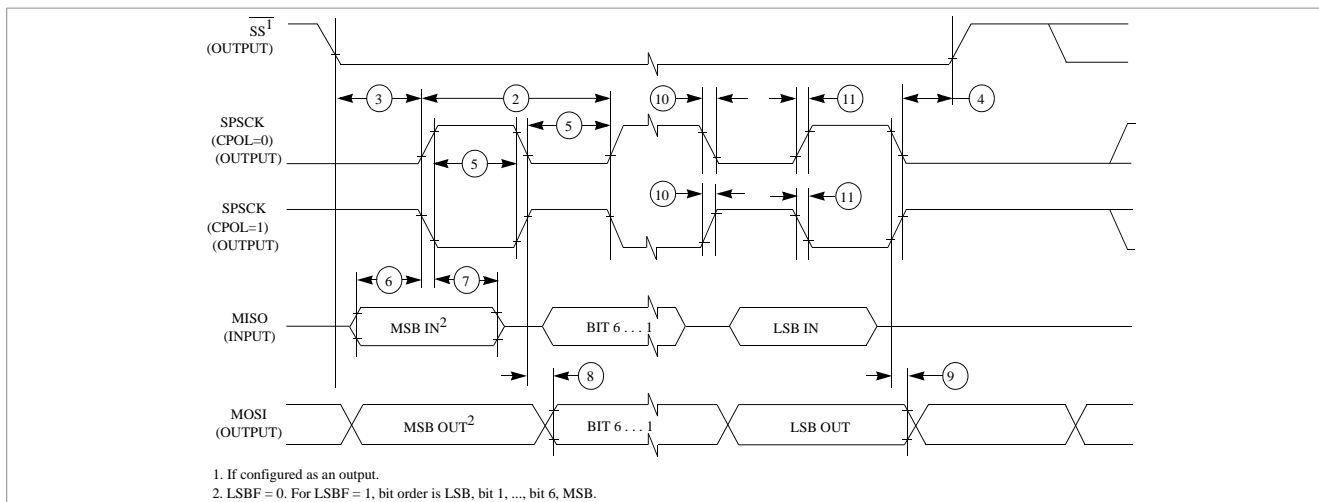 SS1
(OUTPUT)
3
2
10
11
4
SPSCK
(CPOL=0)
(OUTPUT)
5
5
SPSCK
(CPOL=1)
(OUTPUT)
10
11
6
7
MISO
(INPUT)
MSB IN2
BIT 6 . . . 1
LSB IN
8
9
MOSI
(OUTPUT)
MSB OUT2
BIT 6 . . . 1
LSB OUT
1. If configured as an output.
2. LSBF = 0. For LSBF = 1, bit order is LSB, bit 1, ..., bit 6, MSB.